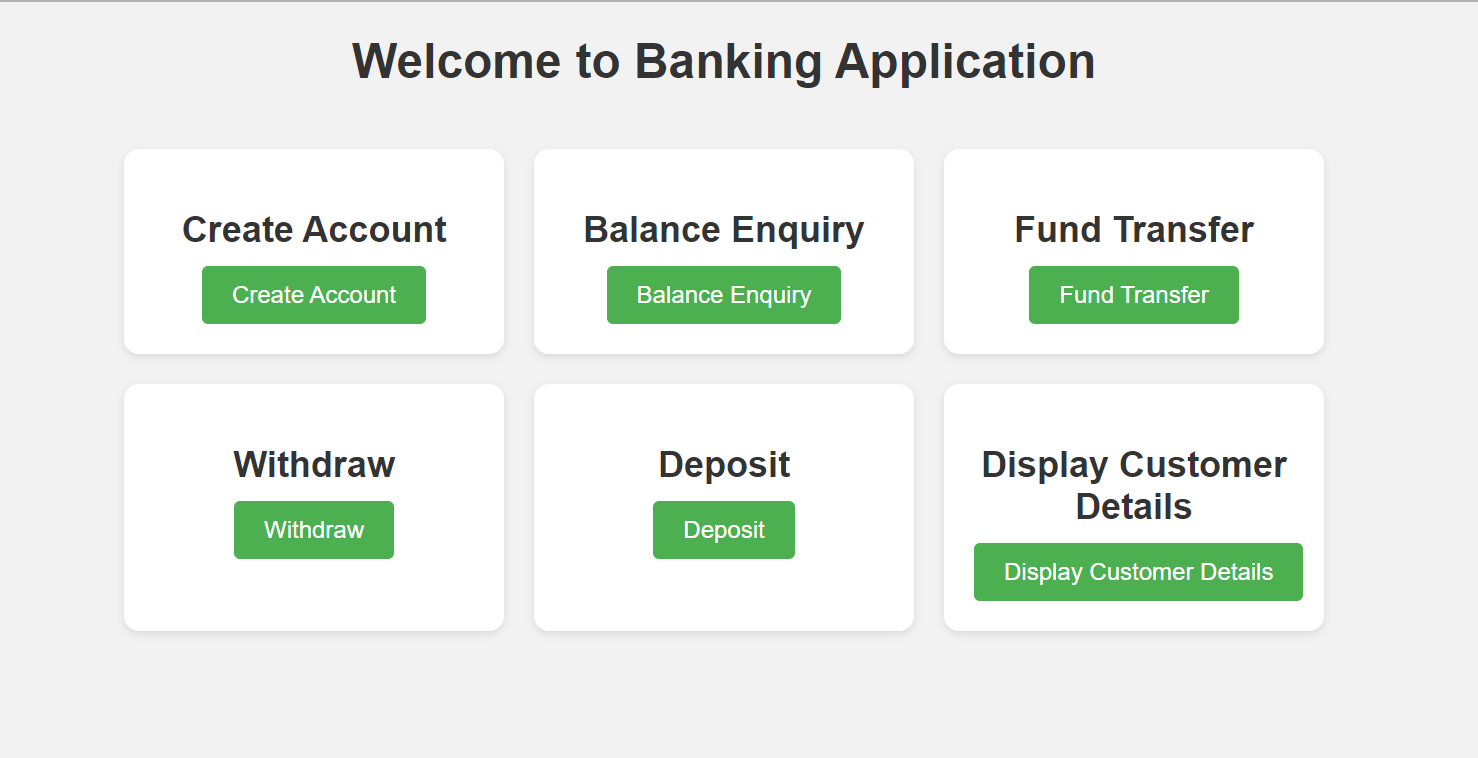 Welcome to Banking Application
Create Account
Create Account
Balance Enquiry
Balance Enquiry
Fund Transfer
Fund Transfer
Withdraw
Withdraw
Deposit
Deposit
Display Customer
Details
Display Customer Details